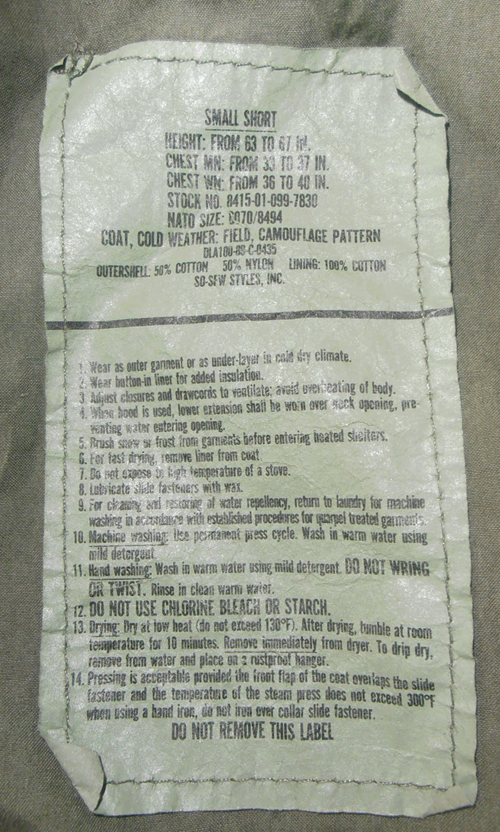 SMALL SHORT
HEIGHT: FROM 63 TO 67 IN.
CHEST MN: FROM 33 TO 37 IN.
CHEST WN: FROM 36 TO 40 IN.
STOCK NO. 8415-01-099-7830
NATO SIZE: 6070/8494
COAT, COLD WEATHER: FIELD, CAMOUFLAGE PATTERN
DLA100-86-C-0435
OUTERSHELL: 50% COTTON 50% NYLON LINING: 100% COTTON
SO-SEW STYLES, INC.
1. Wear as outer garment or as under-layer in cold dry climate.
2. Wear button-in liner for added insulation.
3. Adjust closures and drawcords to ventilate: avoid overheating of body.
4. When hood is used, lower extension shall be worn over neck opening, pre-
venting water entering opening.
5. Brush snow or frost from garments before entering heated shelters.
6. For fast drying, remove liner from coat.
7. Do not expose to high temperature of a stove.
8. Lubricate slide fasteners with wax.
9. For cleaning and restoring of water repellency, return to laundry for machine
washing in accordance with established procedures for quarpel treated garments.
10. Machine washing: Use permanent press cycle. Wash in warm water using
mild detergent.
11. Hand washing: Wash in warm water using mild detergent. DO NOT WRING
OR TWIST. Rinse in clean warm water.
12. DO NOT USE CHLORINE BLEACH OR STARCH.
13. Drying: Dry at low heat (do not exceed 130°F). After drying, tumble at room
temperature for 10 minutes. Remove immediately from dryer. To drip dry,
remove from water and place on a rustproof hanger.
14. Pressing is acceptable provided the front flap of the coat overlaps the slide
fastener and the temperature of the steam press does not exceed 300°F
when using a hand iron, do not iron over collar slide fastener.
DO NOT REMOVE THIS LABEL